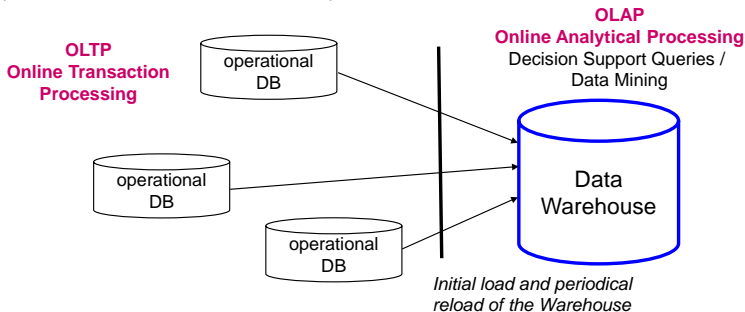 OLTP
Online Transaction
Processing
operational
DB
operational
DB
operational
DB
OLAP
Online Analytical Processing
Decision Support Queries /
Data Mining
Data
Warehouse
Initial load and periodical
reload of the Warehouse